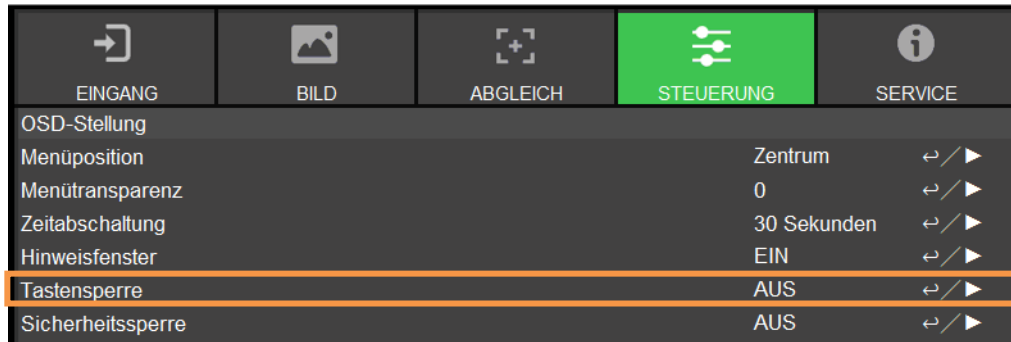 EINGANG BILD ABGLEICH STEUERUNG SERVICE
OSD-Stellung
Menüposition Zentrum
Menütransparenz 0
Zeitabschaltung 30 Sekunden
Hinweisfenster EIN
Tastensperre AUS
Sicherheitssperre AUS